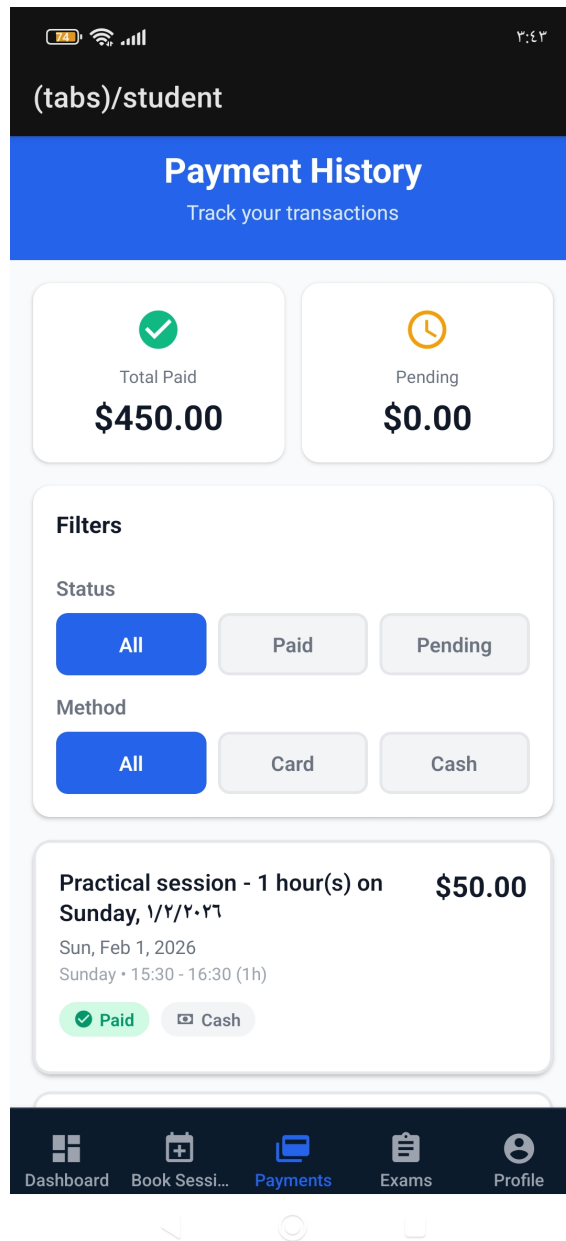 74
٣:٤٣
(tabs)/student
Payment History
Track your transactions
Total Paid
$450.00
Pending
$0.00
Filters
Status
All
Paid
Pending
Method
All
Card
Cash
Practical session - 1 hour(s) on
Sunday, ١/٢/٢٠٢٦
$50.00
Sun, Feb 1, 2026
Sunday • 15:30 - 16:30 (1h)
Paid
Cash
Dashboard
Book Sessi...
Payments
Exams
Profile